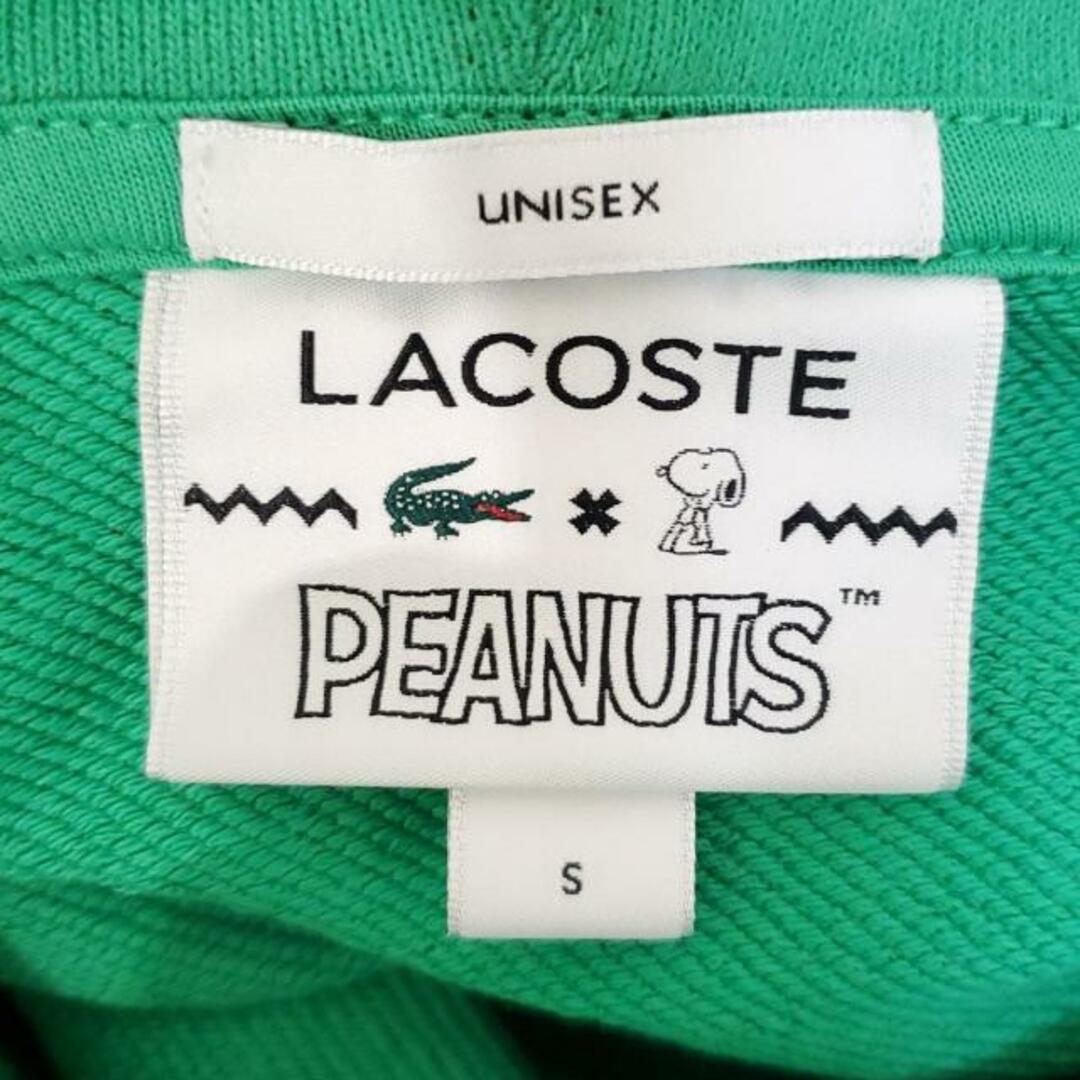 UNISEX
LACOSTE
PEANUTS™
S